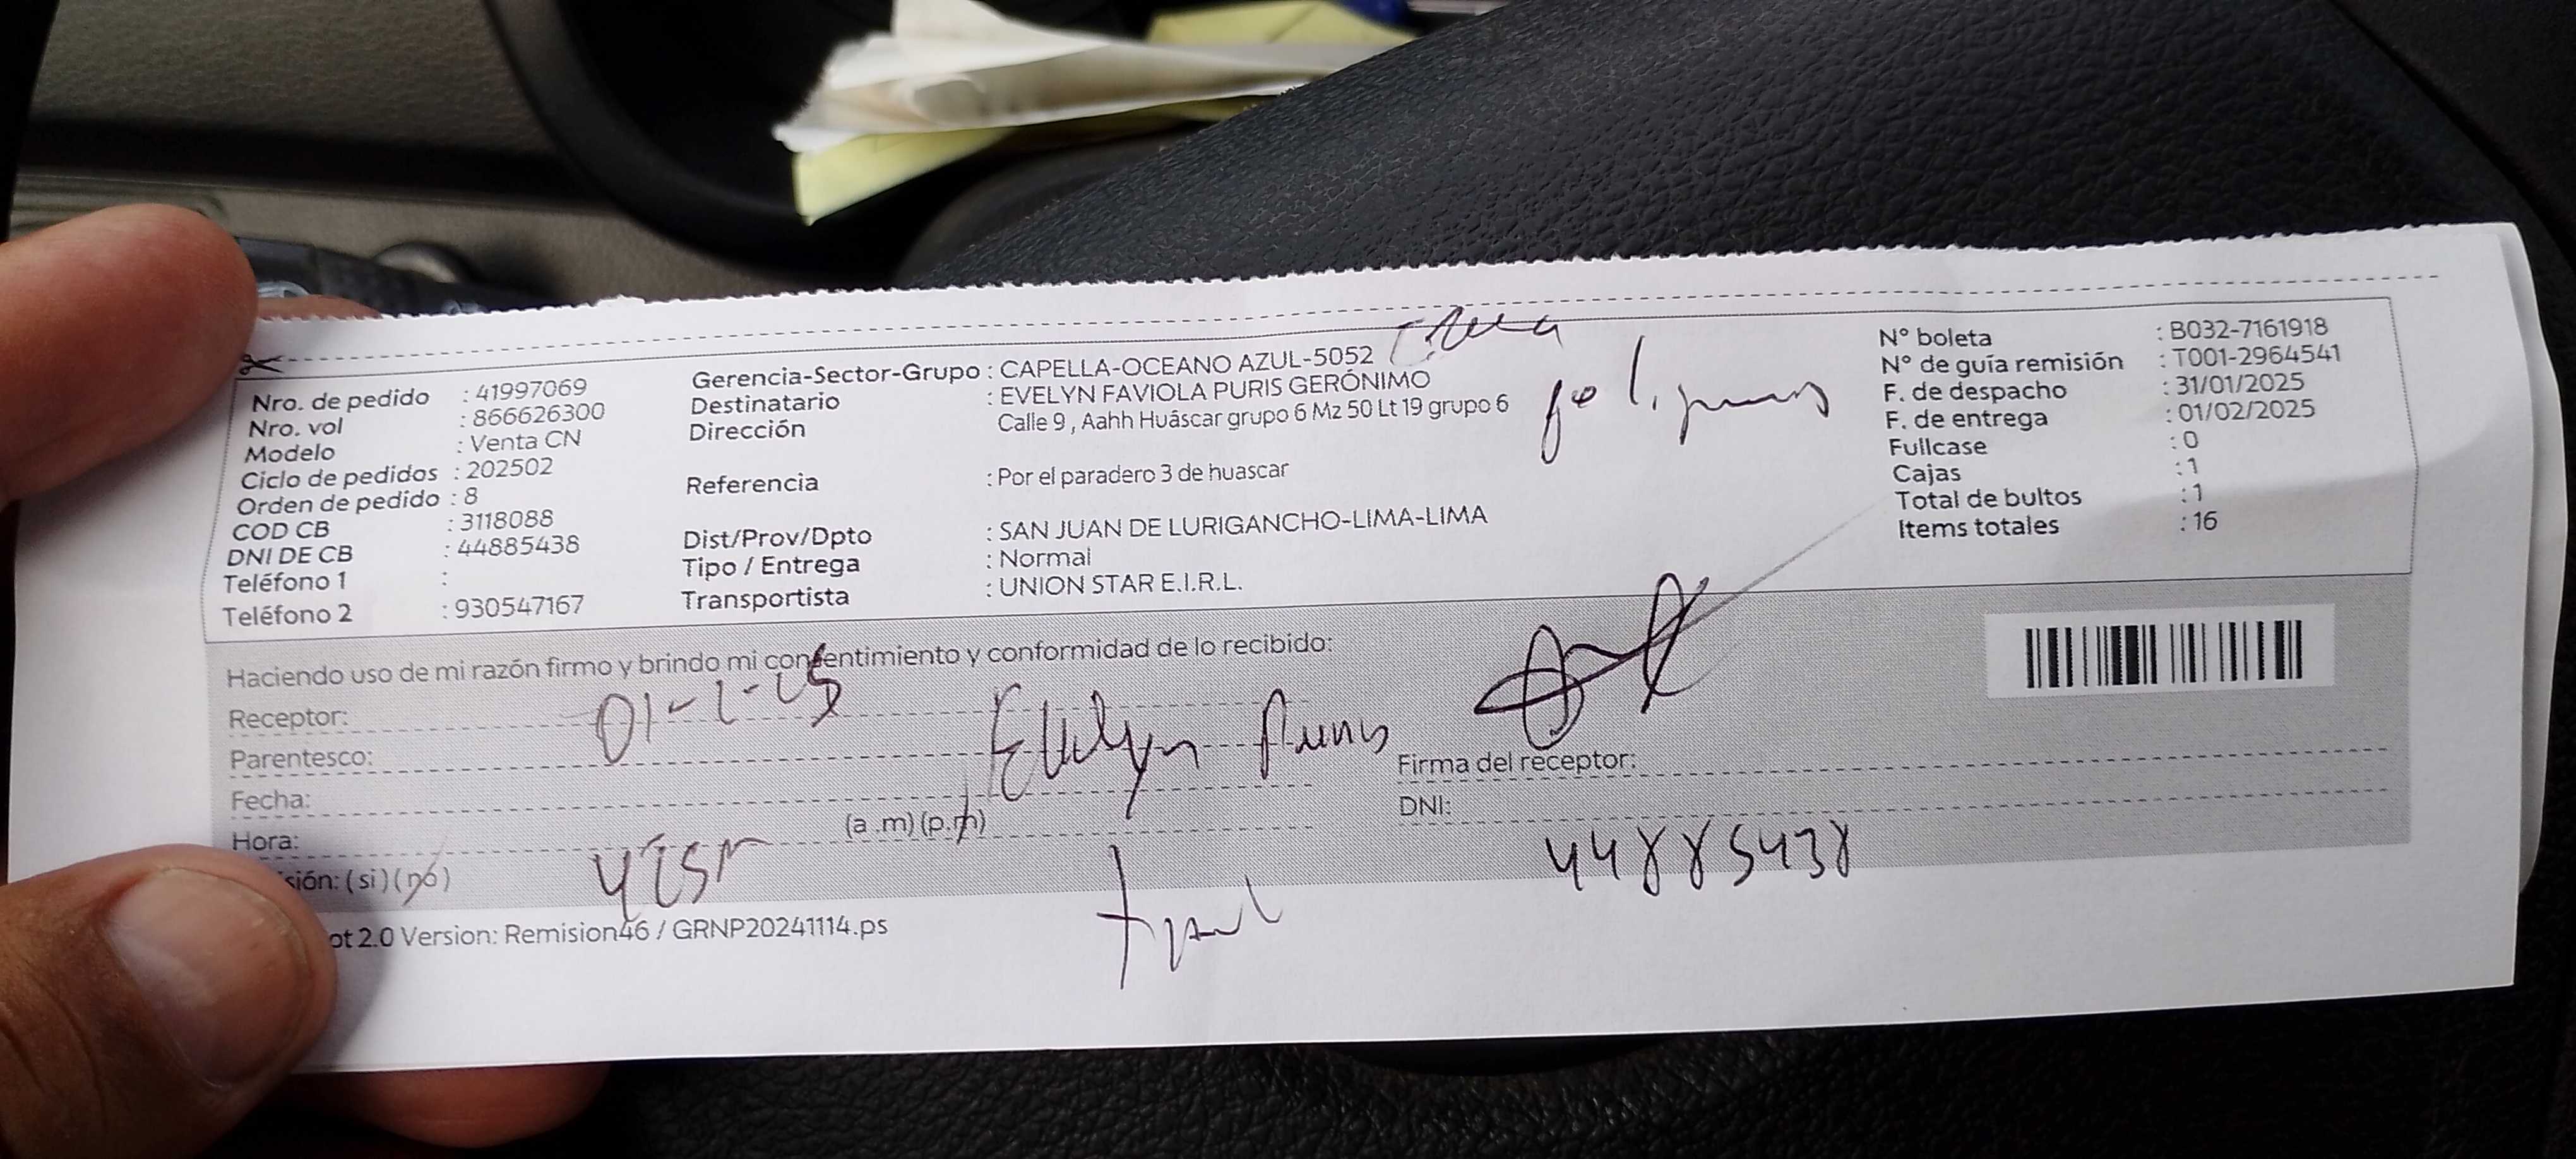 Nro. de pedido : 41997069
Nro. vol : 866626300
Modelo : Venta CN
Ciclo de pedidos : 202502
Orden de pedido : 8
COD CB : 3118088
DNI DE CB : 44885438
Teléfono 1 :
Teléfono 2 : 930547167
Gerencia-Sector-Grupo : CAPELLA-OCEANO AZUL-5052
Destinatario : EVELYN FAVIOLA PURIS GERÓNIMO
Dirección Calle 9 , Aahh Huáscar grupo 6 Mz 50 Lt 19 grupo 6
Referencia : Por el paradero 3 de huascar
Dist/Prov/Dpto : SAN JUAN DE LURIGANCHO-LIMA-LIMA
Tipo / Entrega : Normal
Transportista : UNION STAR E.I.R.L.
N° boleta : B032-7161918
N° de guía remisión : T001-2964541
F. de despacho : 31/01/2025
F. de entrega : 01/02/2025
Fullcase : 0
Cajas : 1
Total de bultos : 1
Items totales : 16
Haciendo uso de mi razón firmo y brindo mi consentimiento y conformidad de lo recibido:
Receptor:
Parentesco:
Evelyn Puris
Fecha:
Hora: (a .m) (p.m)
Firma del receptor:
DNI:
44885438
sión: ( si ) ( no )
ot 2.0 Version: Remision46 / GRNP20241114.ps